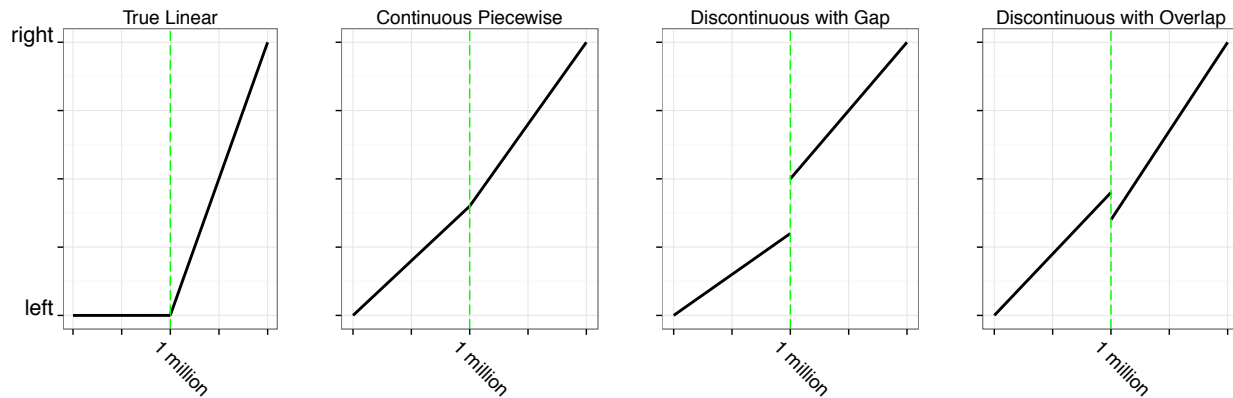 True Linear
Continuous Piecewise
Discontinuous with Gap
Discontinuous with Overlap
right
left
1 million
1 million
1 million
1 million